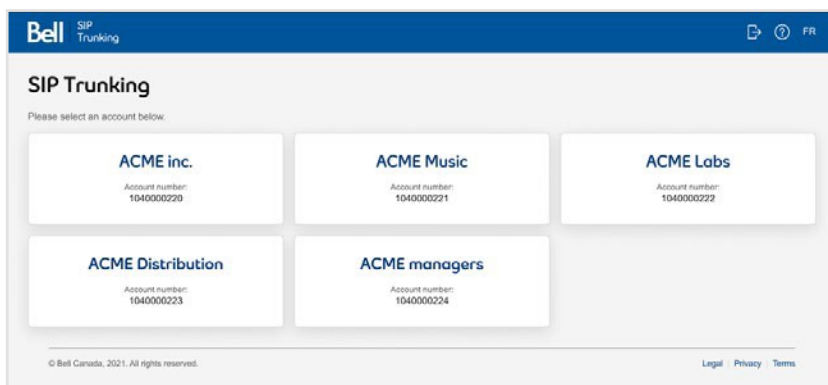 Bell SIP Trunking FR
SIP Trunking
Please select an account below.
ACME inc.
Account number:
1040000220
ACME Music
Account number:
1040000221
ACME Labs
Account number:
1040000222
ACME Distribution
Account number:
1040000223
ACME managers
Account number:
1040000224
© Bell Canada, 2021. All rights reserved.
Legal Privacy Terms